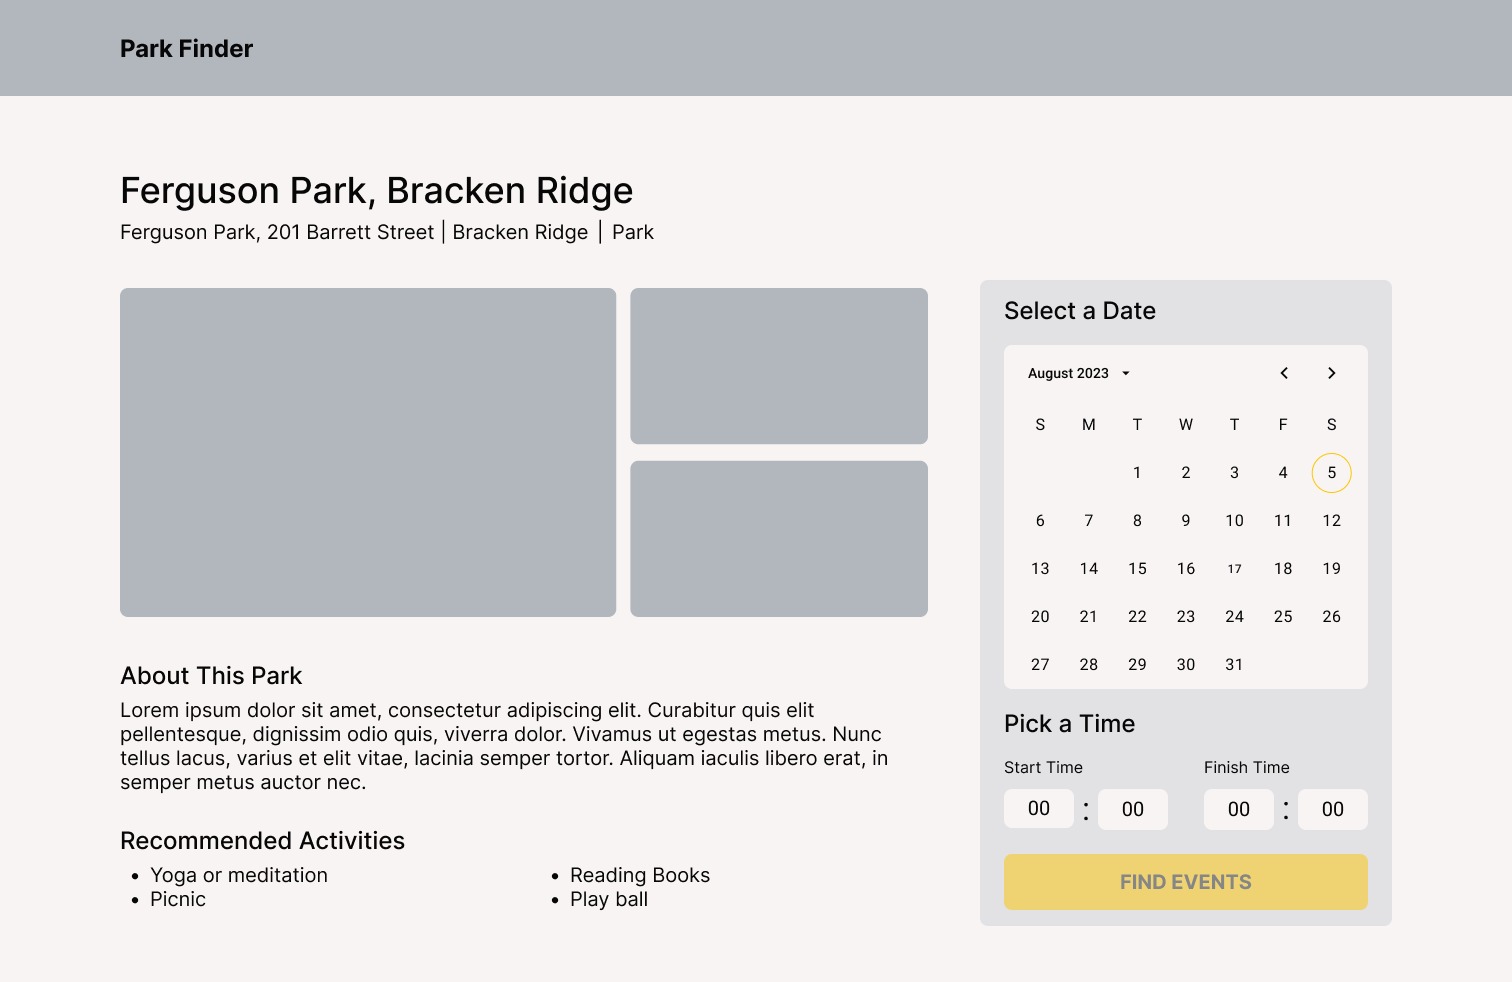 Park Finder
Ferguson Park, Bracken Ridge
Ferguson Park, 201 Barrett Street | Bracken Ridge | Park
About This Park
Lorem ipsum dolor sit amet, consectetur adipiscing elit. Curabitur quis elit
pellentesque, dignissim odio quis, viverra dolor. Vivamus ut egestas metus. Nunc
tellus lacus, varius et elit vitae, lacinia semper tortor. Aliquam iaculis libero erat, in
semper metus auctor nec.
Recommended Activities
• Yoga or meditation
• Picnic
• Reading Books
• Play ball
Select a Date
August 2023
S M T W T F S
1 2 3 4 5
6 7 8 9 10 11 12
13 14 15 16 17 18 19
20 21 22 23 24 25 26
27 28 29 30 31
Pick a Time
Start Time Finish Time
00 : 00 00 : 00
FIND EVENTS